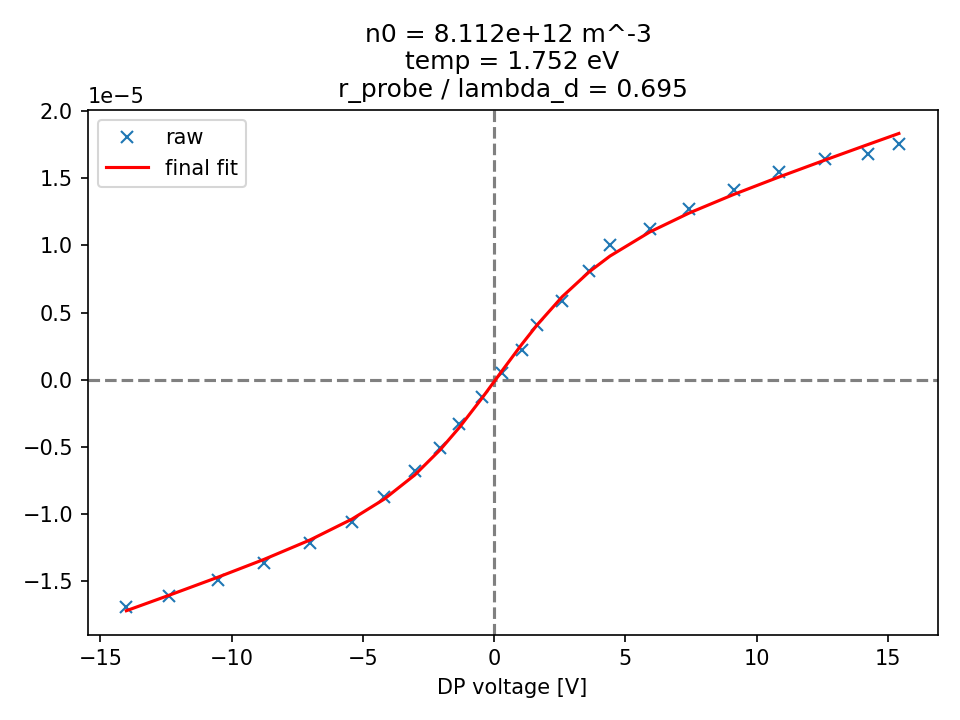 n0 = 8.112e+12 m^-3
temp = 1.752 eV
r_probe / lambda_d = 0.695
1e−5
raw
final fit
2.0
1.5
1.0
0.5
0.0
−0.5
−1.0
−1.5
−15
−10
−5
0
5
10
15
DP voltage [V]